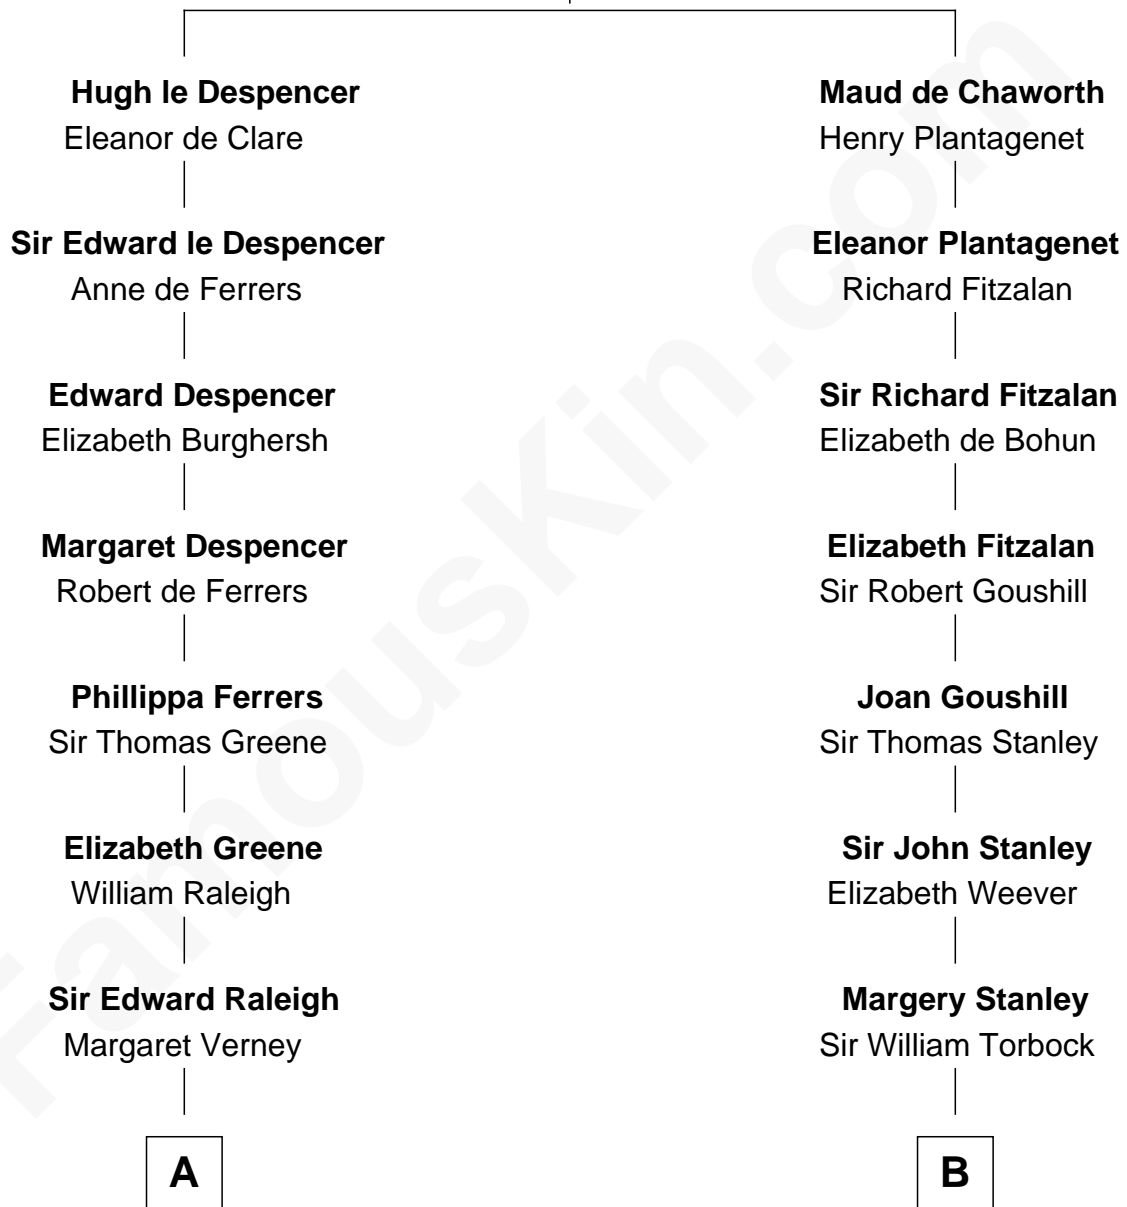 Hugh le Despencer
Eleanor de Clare
Sir Edward le Despencer
Anne de Ferrers
Edward Despencer
Elizabeth Burghersh
Margaret Despencer
Robert de Ferrers
Phillippa Ferrers
Sir Thomas Greene
Elizabeth Greene
William Raleigh
Sir Edward Raleigh
Margaret Verney
A
Maud de Chaworth
Henry Plantagenet
Eleanor Plantagenet
Richard Fitzalan
Sir Richard Fitzalan
Elizabeth de Bohun
Elizabeth Fitzalan
Sir Robert Goushill
Joan Goushill
Sir Thomas Stanley
Sir John Stanley
Elizabeth Weever
Margery Stanley
Sir William Torbock
B
FamousKin.com